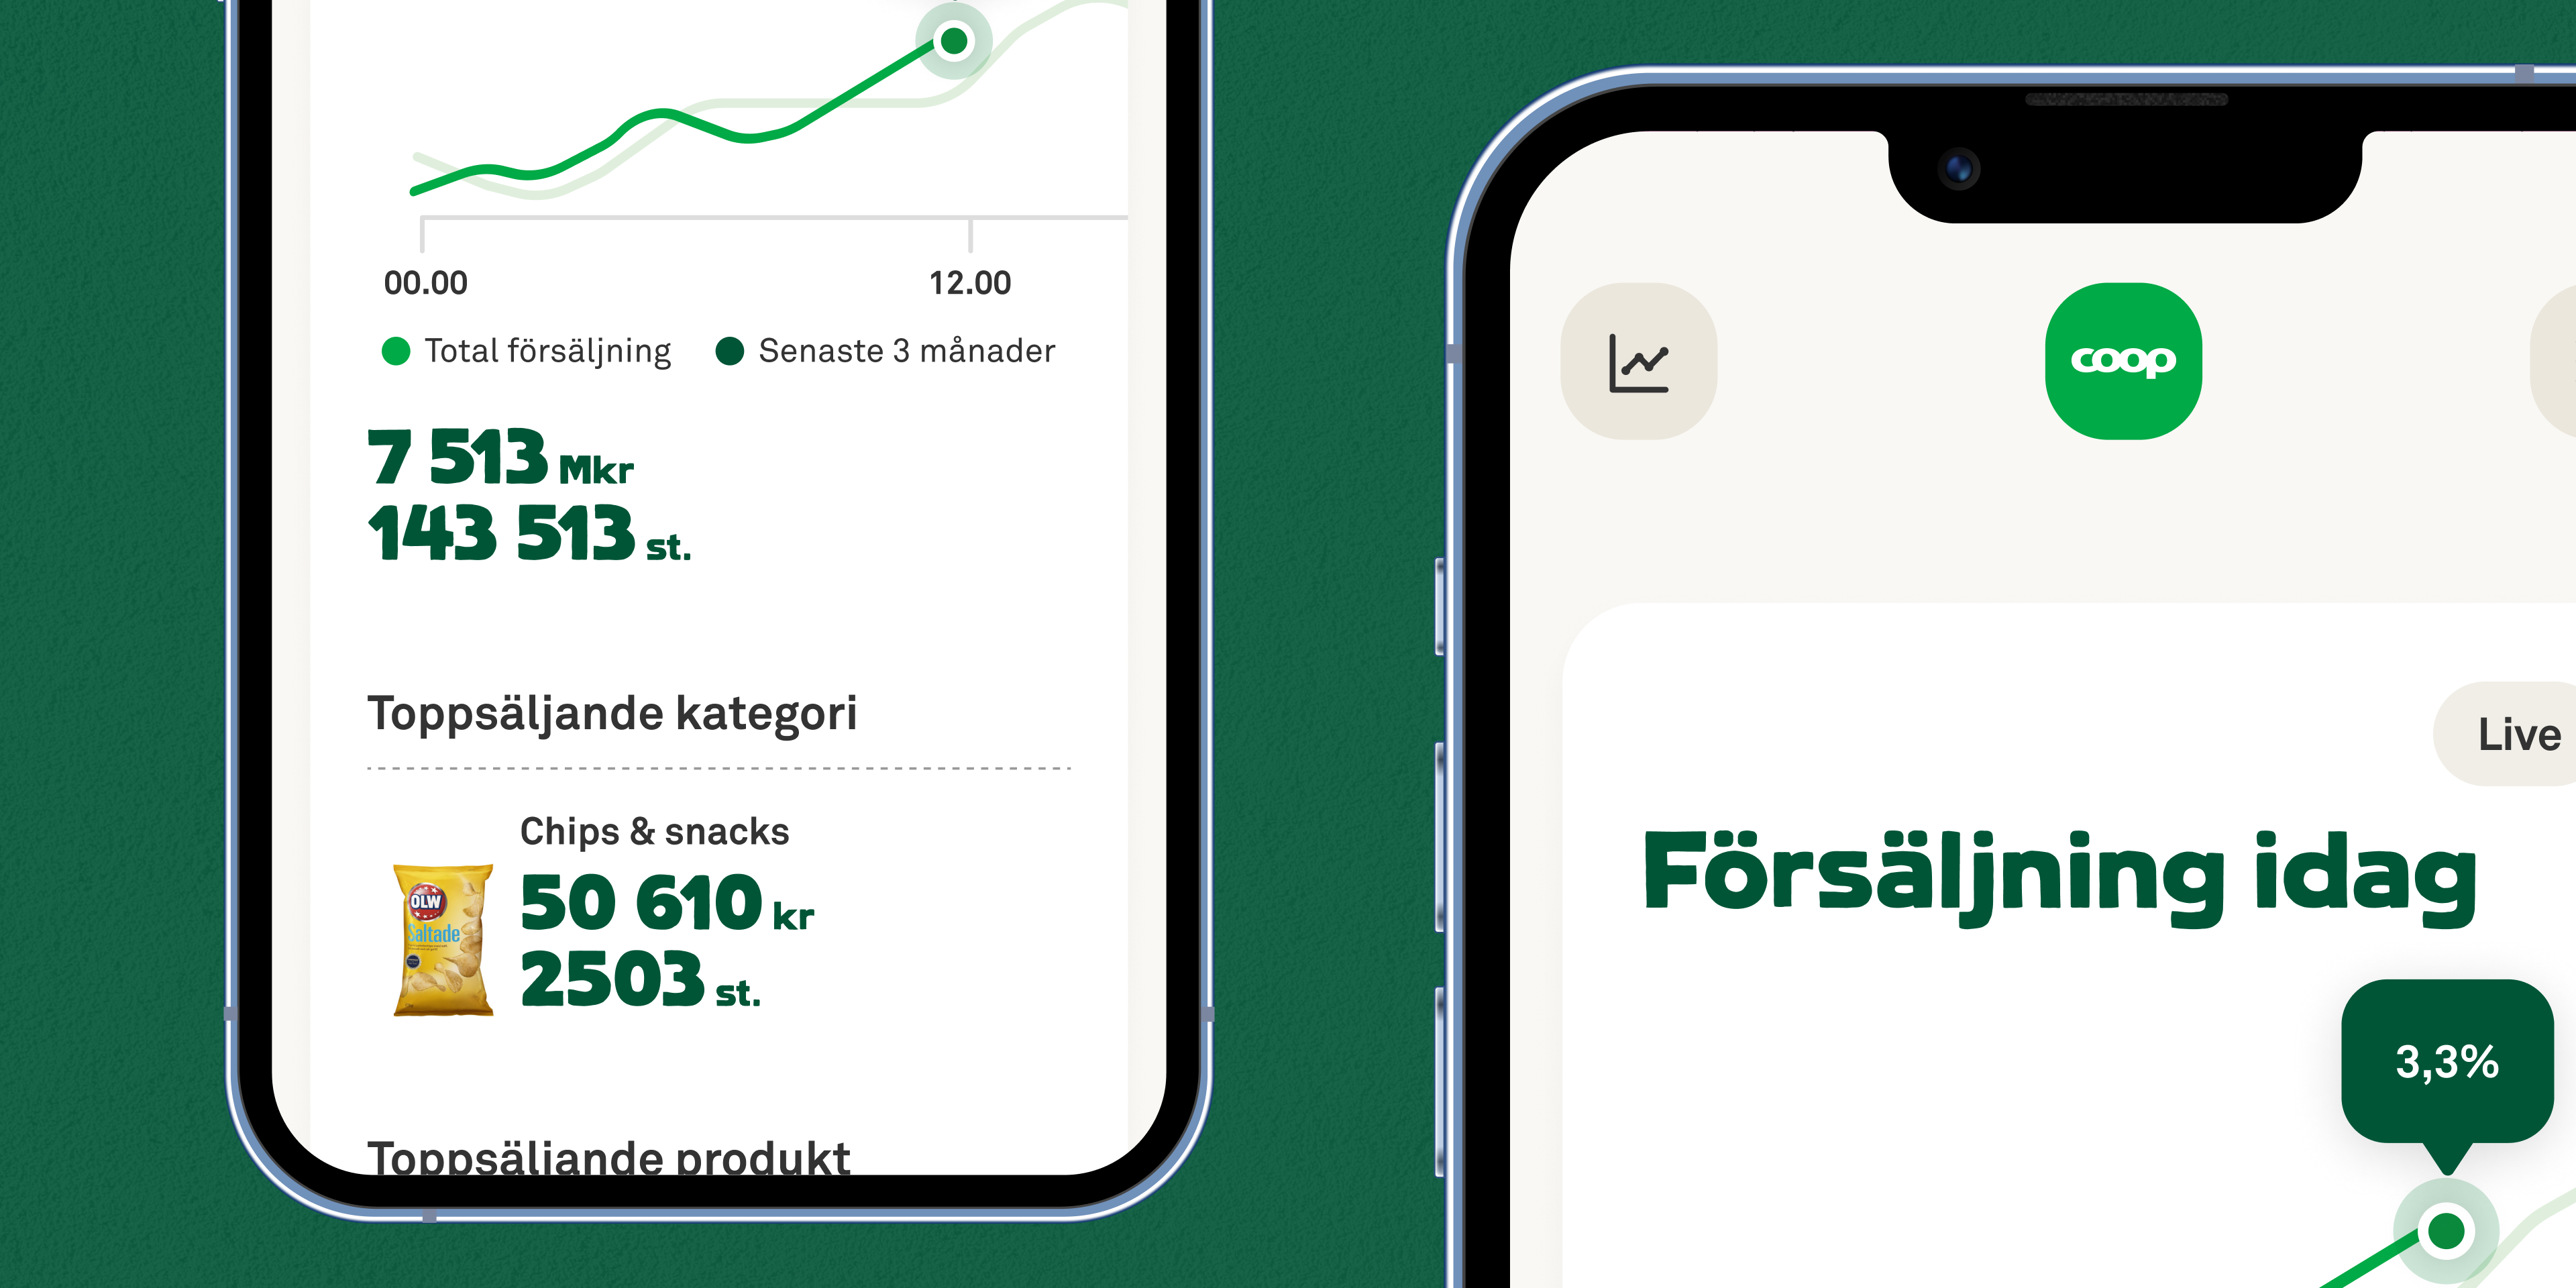 00.00 12.00
Total försäljning Senaste 3 månader
7 513 Mkr
143 513 st.
Toppsäljande kategori
Chips & snacks
50 610 kr
2503 st.
OLW
Saltade
Toppsäljande produkt
coop
Live
Försäljning idag
3,3%